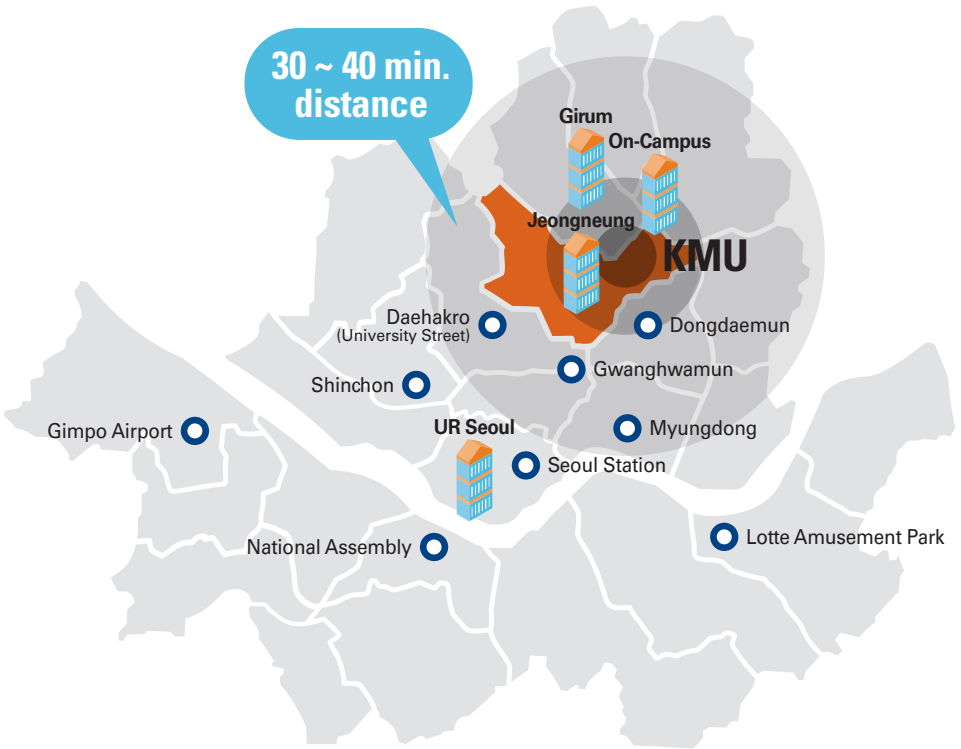 30 ~ 40 min.
distance
Girum
On-Campus
Jeongneung
KMU
Daehakro
(University Street)
Dongdaemun
Gwanghwamun
Shinchon
Gimpo Airport
UR Seoul
Myungdong
Seoul Station
National Assembly
Lotte Amusement Park